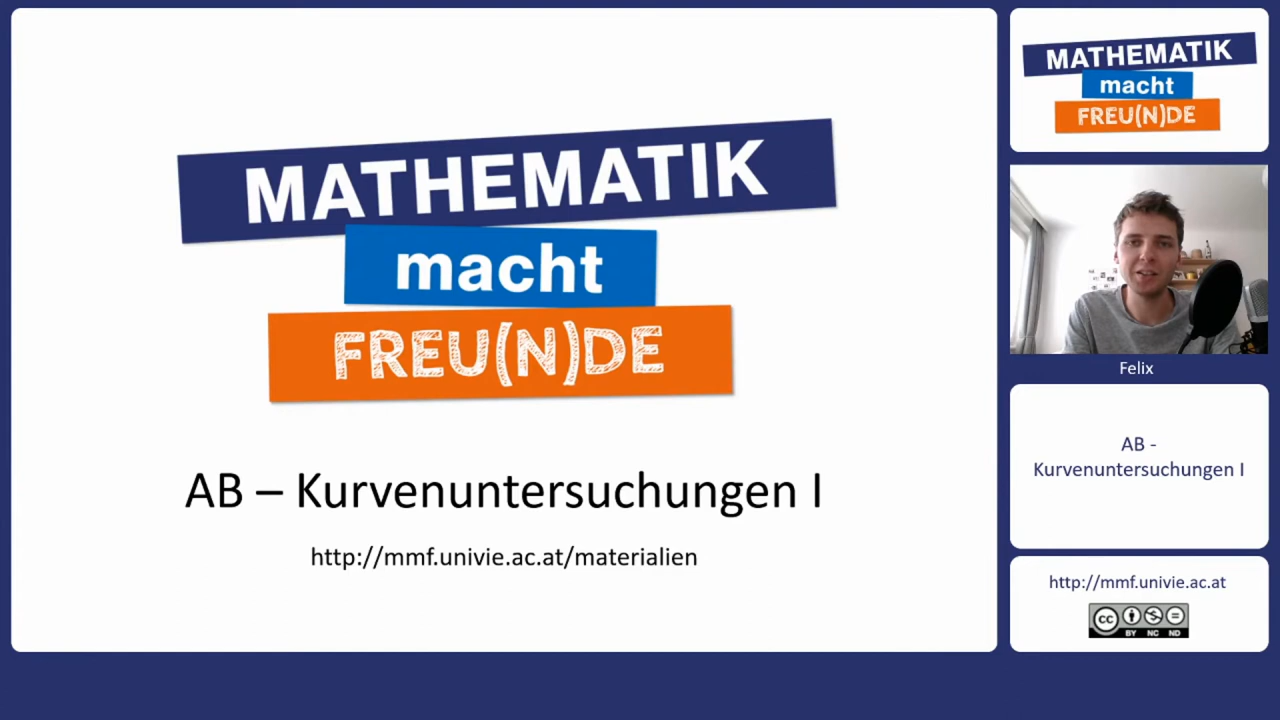 MATHEMATIK
macht
FREU(N)DE
AB – Kurvenuntersuchungen I
http://mmf.univie.ac.at/materialien
MATHEMATIK
macht
FREU(N)DE
Felix
AB -
Kurvenuntersuchungen I
http://mmf.univie.ac.at
cc
BY NC ND